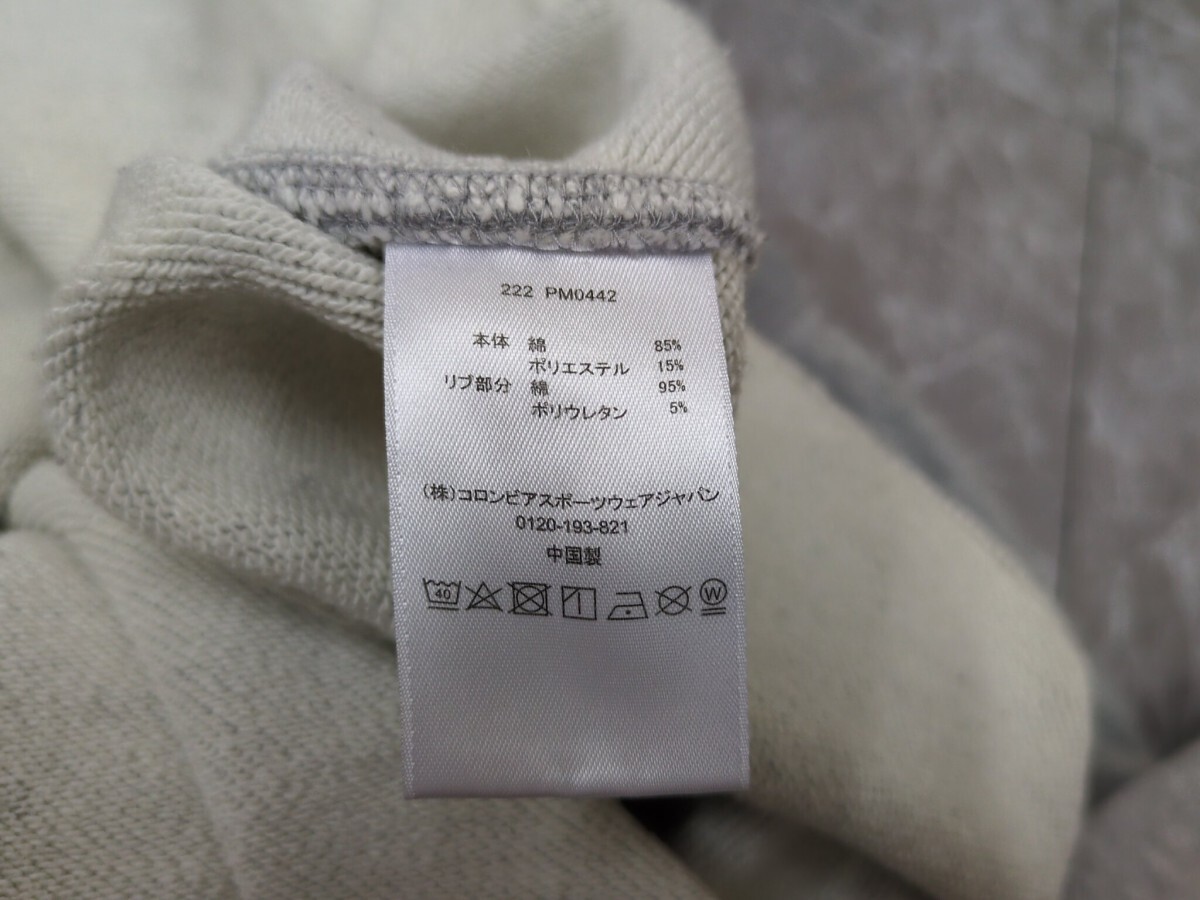 222 PM0442
本体 綿 85%
ポリエステル 15%
リブ部分 綿 95%
ポリウレタン 5%
(株)コロンビアスポーツウェアジャパン
0120-193-821
中国製
40 W